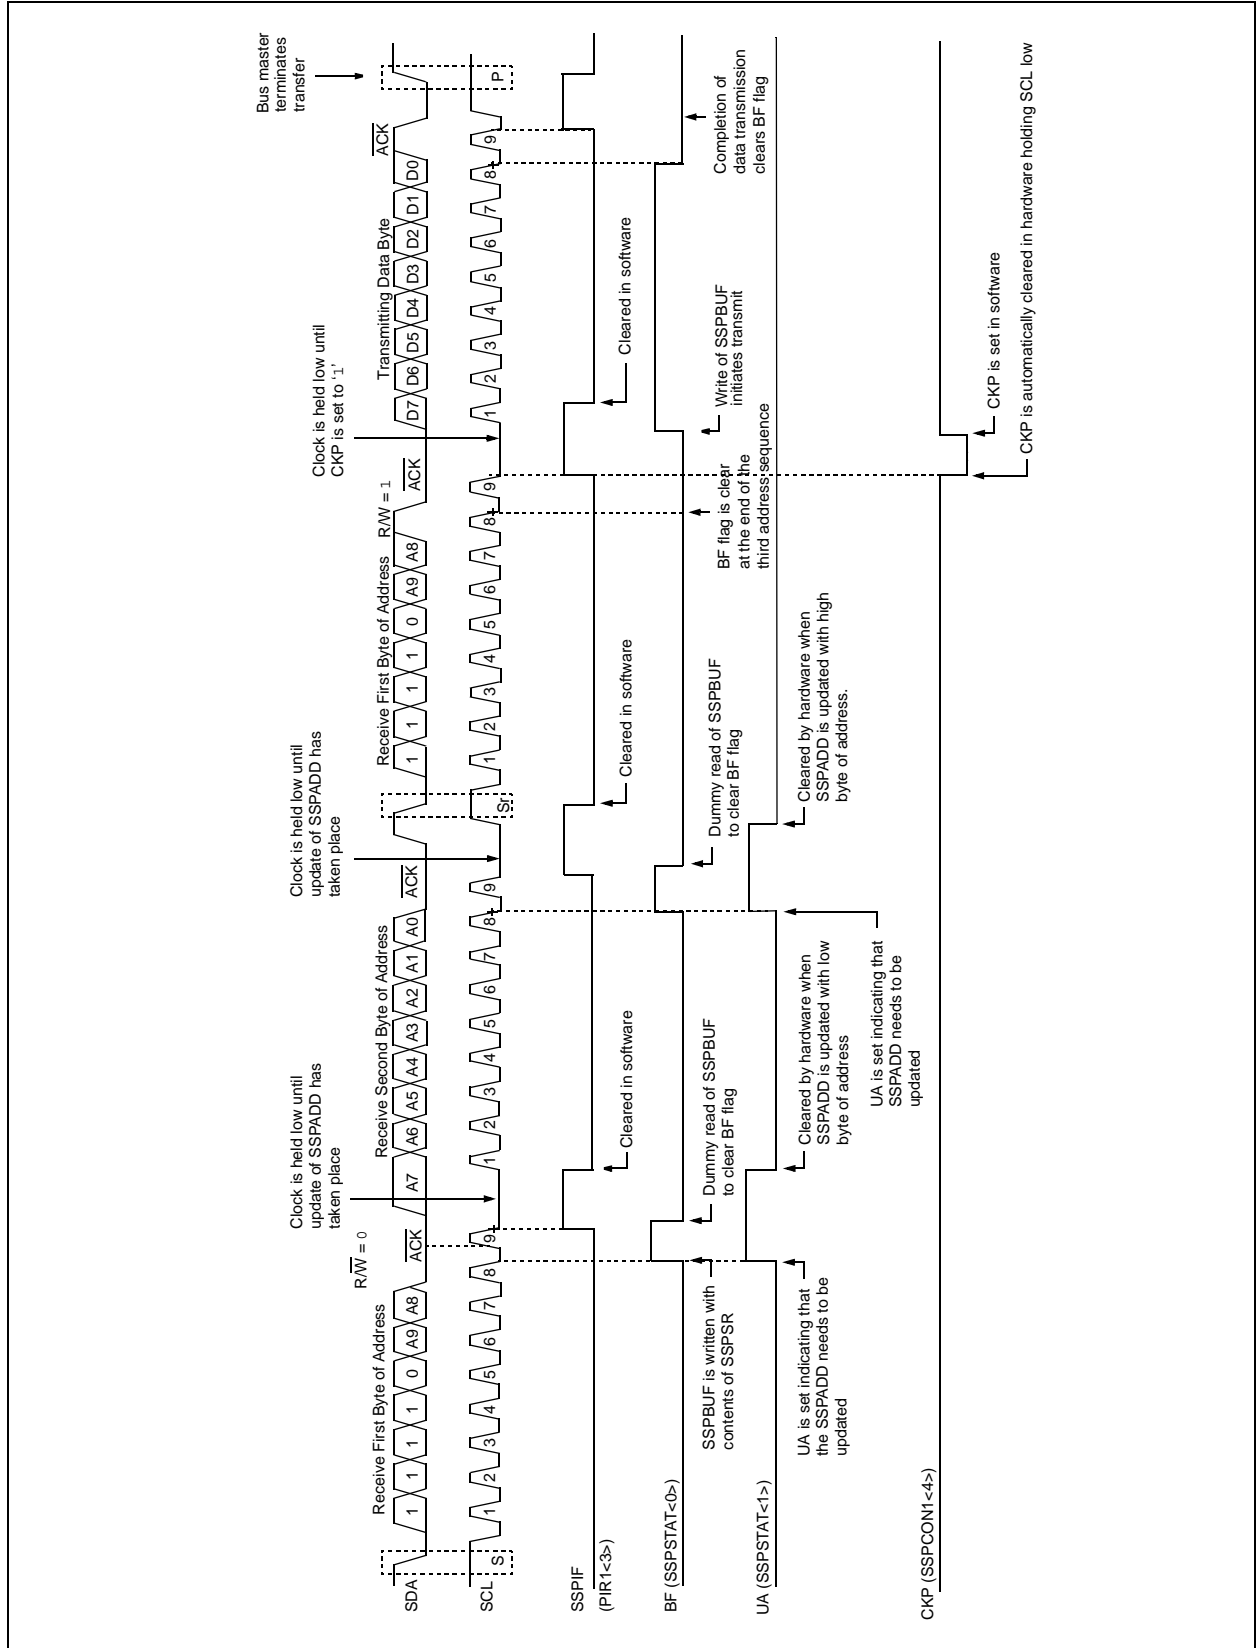 Bus master
terminates
transfer
Clock is held low until
CKP is set to ‘1’
Clock is held low until
update of SSPADD has
taken place
Clock is held low until
update of SSPADD has
taken place
R/W = 0
R/W = 1
Receive First Byte of Address
ACK
Receive Second Byte of Address
ACK
Receive First Byte of Address
ACK
Transmitting Data Byte
ACK
SDA
1 1 1 1 0 A9 A8
A7 A6 A5 A4 A3 A2 A1 A0
1 1 1 1 0 A9 A8
D7 D6 D5 D4 D3 D2 D1 D0
SCL
S
1 2 3 4 5 6 7 8 9
1 2 3 4 5 6 7 8 9
Sr
1 2 3 4 5 6 7 8 9
1 2 3 4 5 6 7 8 9
P
SSPIF
(PIR1<3>)
Cleared in software
Cleared in software
Cleared in software
BF (SSPSTAT<0>)
SSPBUF is written with
contents of SSPSR
Dummy read of SSPBUF
to clear BF flag
Dummy read of SSPBUF
to clear BF flag
BF flag is clear
at the end of the
third address sequence
Write of SSPBUF
initiates transmit
Completion of
data transmission
clears BF flag
UA (SSPSTAT<1>)
UA is set indicating that
the SSPADD needs to be
updated
Cleared by hardware when
SSPADD is updated with low
byte of address
UA is set indicating that
SSPADD needs to be
updated
Cleared by hardware when
SSPADD is updated with high
byte of address.
CKP (SSPCON1<4>)
CKP is set in software
CKP is automatically cleared in hardware holding SCL low